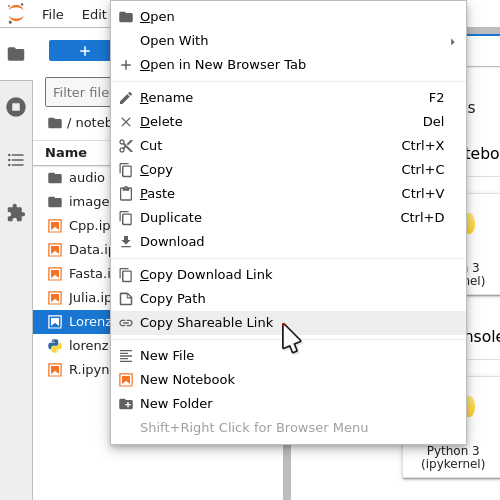 File Edit
+
Filter file
/ noteb
Name
audio
image
Cpp.ip
Data.ip
Fasta.i
Julia.ip
Lorenz
lorenz
R.ipyn
Open
Open With
Open in New Browser Tab
Rename F2
Delete Del
Cut Ctrl+X
Copy Ctrl+C
Paste Ctrl+V
Duplicate Ctrl+D
Download
Copy Download Link
Copy Path
Copy Shareable Link
New File
New Notebook
New Folder
Shift+Right Click for Browser Menu
s
tebo
3
nel)
nsole
Python 3
(ipykernel)